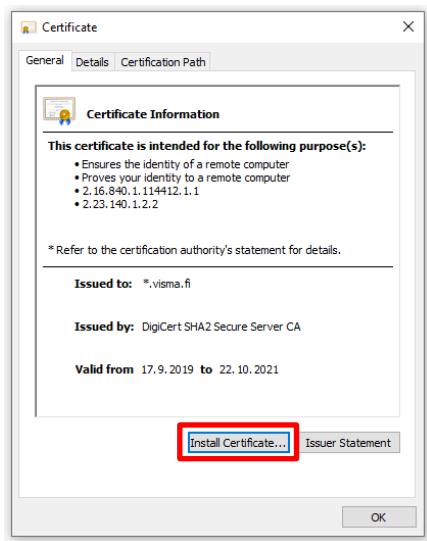 Certificate
General Details Certification Path
Certificate Information
This certificate is intended for the following purpose(s):
• Ensures the identity of a remote computer
• Proves your identity to a remote computer
• 2.16.840.1.114412.1.1
• 2.23.140.1.2.2
* Refer to the certification authority's statement for details.
Issued to: *.visma.fi
Issued by: DigiCert SHA2 Secure Server CA
Valid from 17.9.2019 to 22.10.2021
Install Certificate... Issuer Statement
OK